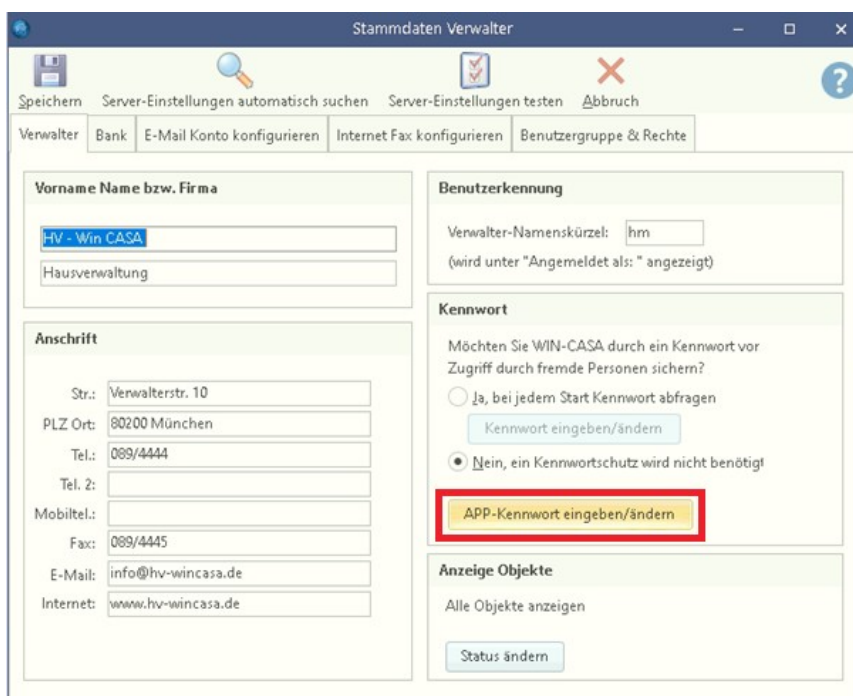 Stammdaten Verwalter
Speichern
Server-Einstellungen automatisch suchen
Server-Einstellungen testen
Abbruch
Verwalter
Bank
E-Mail Konto konfigurieren
Internet Fax konfigurieren
Benutzergruppe & Rechte
Vorname Name bzw. Firma
HV - Win CASA
Hausverwaltung
Anschrift
Str.: Verwalterstr. 10
PLZ Ort: 80200 München
Tel.: 089/4444
Tel. 2:
Mobiltel.:
Fax: 089/4445
E-Mail: info@hv-wincasa.de
Internet: www.hv-wincasa.de
Benutzerkennung
Verwalter-Namenskürzel: hm
(wird unter "Angemeldet als: " angezeigt)
Kennwort
Möchten Sie WIN-CASA durch ein Kennwort vor
Zugriff durch fremde Personen sichern?
Ja, bei jedem Start Kennwort abfragen
Kennwort eingeben/ändern
Nein, ein Kennwortschutz wird nicht benötigt
APP-Kennwort eingeben/ändern
Anzeige Objekte
Alle Objekte anzeigen
Status ändern